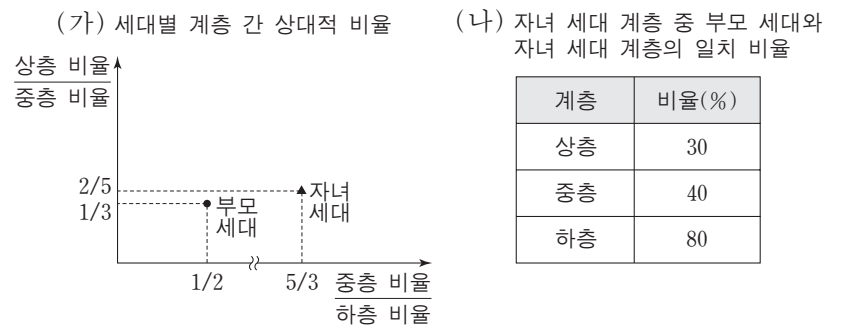 (가) 세대별 계층 간 상대적 비율
상층 비율
중층 비율
2/5
1/3
자녀
세대
부모
세대
1/2
5/3
중층 비율
하층 비율
(나) 자녀 세대 계층 중 부모 세대와
자녀 세대 계층의 일치 비율
계층 비율(%)
상층 30
중층 40
하층 80